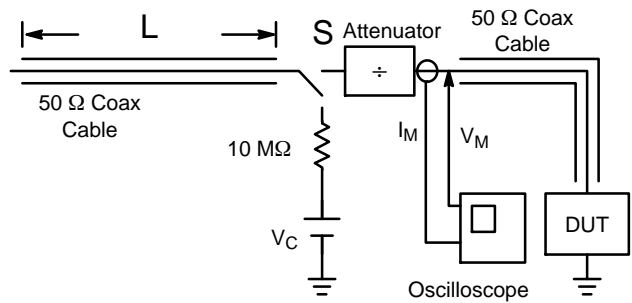 L
S
Attenuator
÷
50 Ω Coax
Cable
50 Ω Coax
Cable
10 MΩ
I_M
V_M
V_C
DUT
Oscilloscope